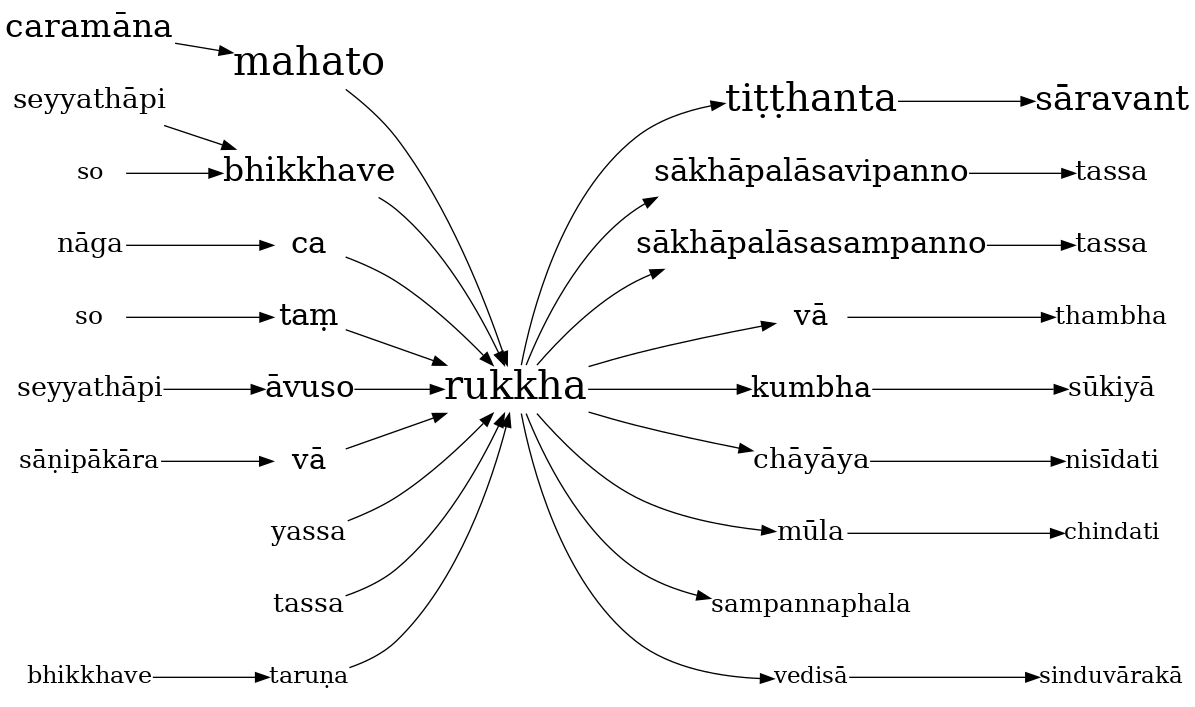 caramāna
mahato
seyyathāpi
tiṭṭhanta sāravant
so bhikkhave sākhāpalāsavipanno tassa
nāga ca sākhāpalāsasampanno tassa
so taṃ vā thambha
seyyathāpi āvuso rukkha kumbha sūkiyā
sāṇipākāra vā chāyāya nisīdati
yassa mūla chindati
tassa sampannaphala
bhikkhave taruṇa vedisā sinduvārakā